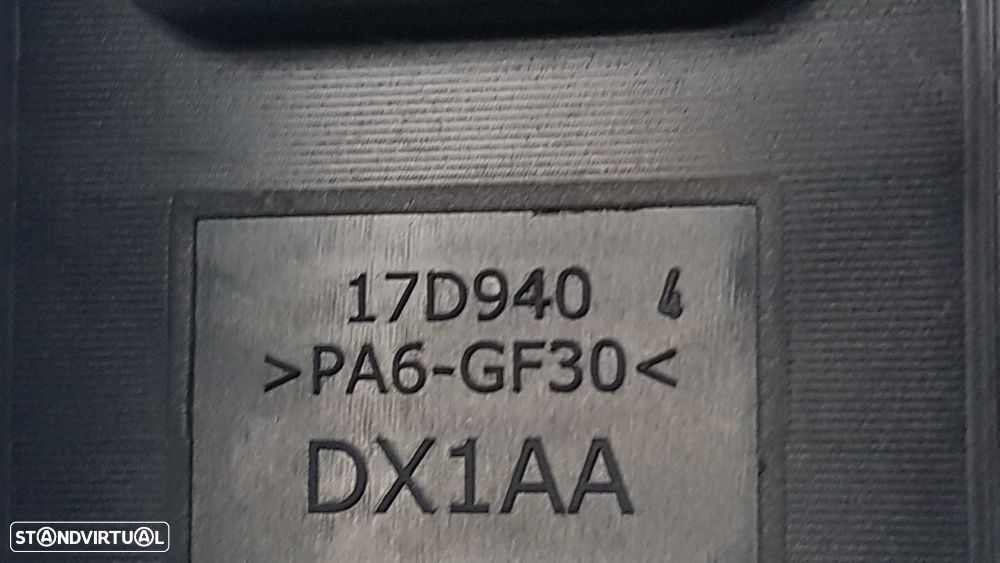 17D940 4
>PA6-GF30<
DX1AA
STANDVIRTUAL